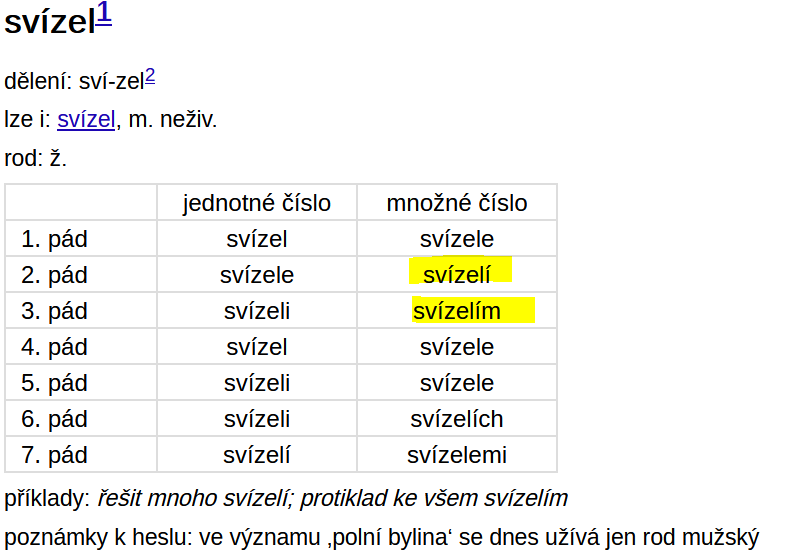 svízel1
dělení: sví-zel2
lze i: svízel, m. neživ.
rod: ž.
jednotné číslo množné číslo
1. pád svízel svízele
2. pád svízele svízelí
3. pád svízeli svízelím
4. pád svízel svízele
5. pád svízeli svízele
6. pád svízeli svízelích
7. pád svízelí svízelemi
příklady: řešit mnoho svízelí; protiklad ke všem svízelím
poznámky k heslu: ve významu ‚polní bylina‘ se dnes užívá jen rod mužský